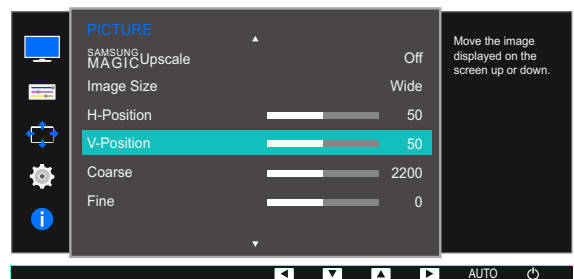 PICTURE
SAMSUNG
MAGICUpscale Off
Image Size Wide
H-Position 50
V-Position 50
Coarse 2200
Fine 0
Move the image
displayed on the
screen up or down.
AUTO